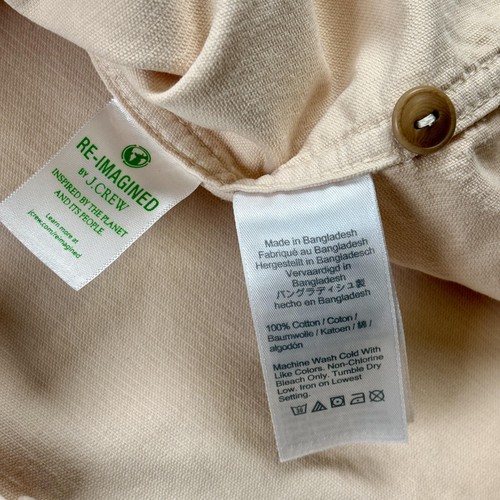 RE-IMAGINED
BY J.CREW
INSPIRED BY THE PLANET
AND ITS PEOPLE.
Learn more at
jcrew.com/reimagined
Made in Bangladesh
Fabriqué au Bangladesh
Hergestellt in Bangladesh
Vervaardigd in
Bangladesh
バングラディシュ製
hecho en Bangladesh
100% Cotton / Coton /
Baumwolle / Katoen / 綿 /
algodón
Machine Wash Cold With
Like Colors. Non-Chlorine
Bleach Only. Tumble Dry
Low. Iron on Lowest
Setting.